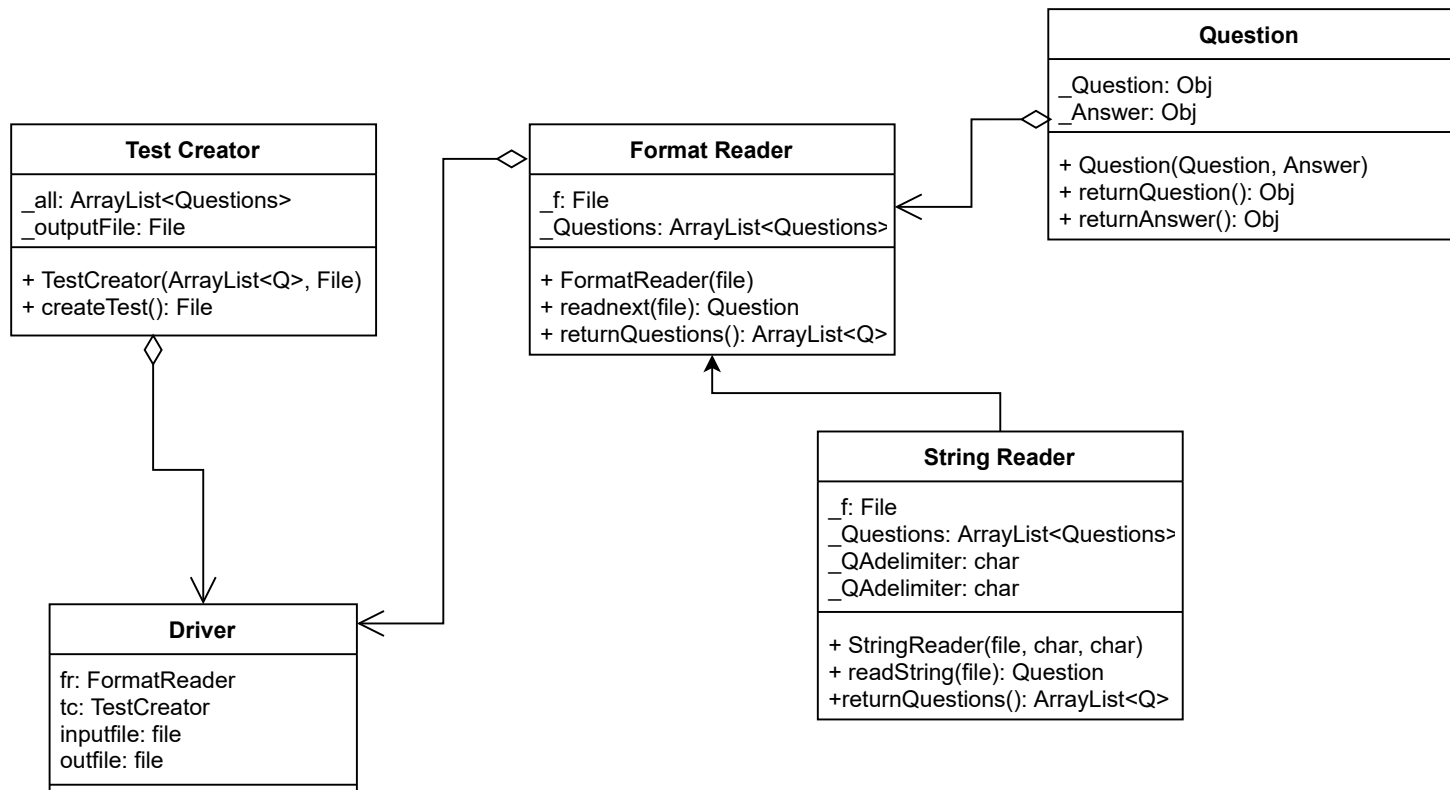 Question
_Question: Obj
_Answer: Obj
+ Question(Question, Answer)
+ returnQuestion(): Obj
+ returnAnswer(): Obj
Test Creator
_all: ArrayList<Questions>
_outputFile: File
+ TestCreator(ArrayList<Q>, File)
+ createTest(): File
Format Reader
_f: File
_Questions: ArrayList<Questions>
+ FormatReader(file)
+ readnext(file): Question
+ returnQuestions(): ArrayList<Q>
String Reader
_f: File
_Questions: ArrayList<Questions>
_QAdelimiter: char
_QAdelimiter: char
+ StringReader(file, char, char)
+ readString(file): Question
+returnQuestions(): ArrayList<Q>
Driver
fr: FormatReader
tc: TestCreator
inputfile: file
outfile: file